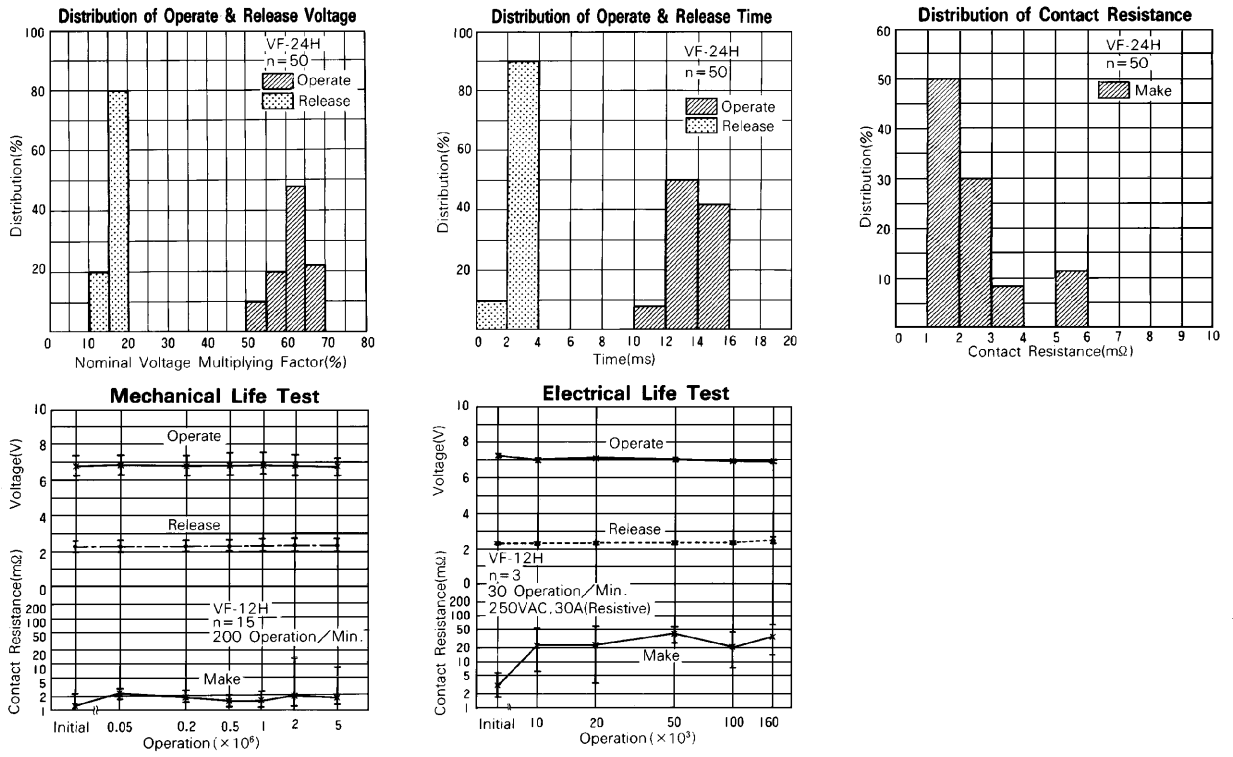 Distribution of Operate & Release Voltage
100
80
60
40
20
Distribution(%)
VF-24H
n=50
Operate
Release
0 10 20 30 40 50 60 70 80
Nominal Voltage Multiplying Factor(%)
Distribution of Operate & Release Time
100
80
60
40
20
Distribution(%)
VF-24H
n=50
Operate
Release
0 2 4 6 8 10 12 14 16 18 20
Time(ms)
Distribution of Contact Resistance
60
50
40
30
20
10
Distribution(%)
VF-24H
n=50
Make
0 1 2 3 4 5 6 7 8 9 10
Contact Resistance(mΩ)
Mechanical Life Test
10
8
6
4
2
0
Voltage(V)
Operate
Release
200
100
50
20
10
5
2
1
Contact Resistance(mΩ)
VF-12H
n=15
200 Operation/Min.
Make
Initial 0.05 0.2 0.5 1 2 5
Operation(×10⁶)
Electrical Life Test
10
8
6
4
2
0
Voltage(V)
Operate
Release
VF-12H
n=3
30 Operation/Min.
250VAC,30A(Resistive)
200
100
50
20
10
5
2
1
Contact Resistance(mΩ)
Make
Initial 10 20 50 100 160
Operation(×10³)